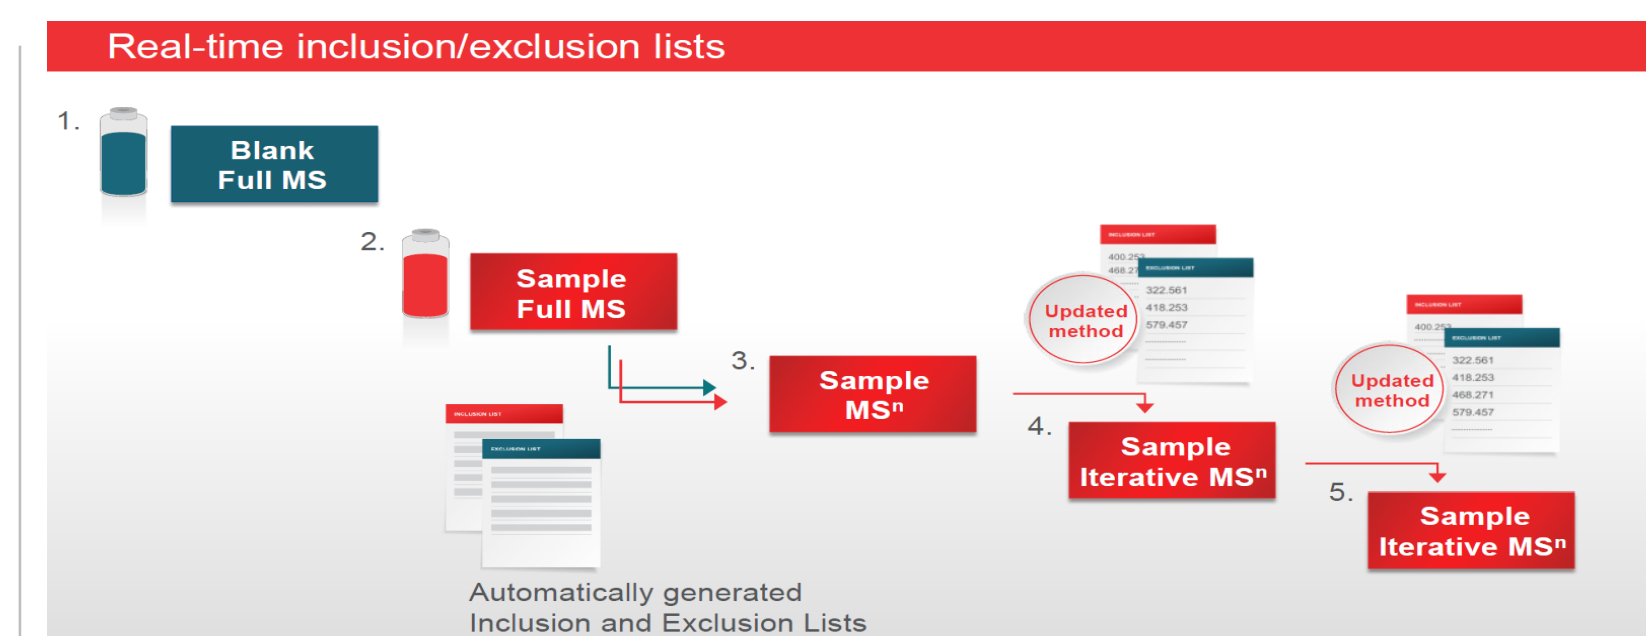 Real-time inclusion/exclusion lists
1.
Blank
Full MS
2.
Sample
Full MS
3.
Sample
MSⁿ
INCLUSION LIST
EXCLUSION LIST
Automatically generated
Inclusion and Exclusion Lists
INCLUSION LIST
400.253
468.27
EXCLUSION LIST
322.561
418.253
579.457
Updated
method
4.
Sample
Iterative MSⁿ
INCLUSION LIST
400.253
EXCLUSION LIST
322.561
418.253
468.271
579.457
Updated
method
5.
Sample
Iterative MSⁿ